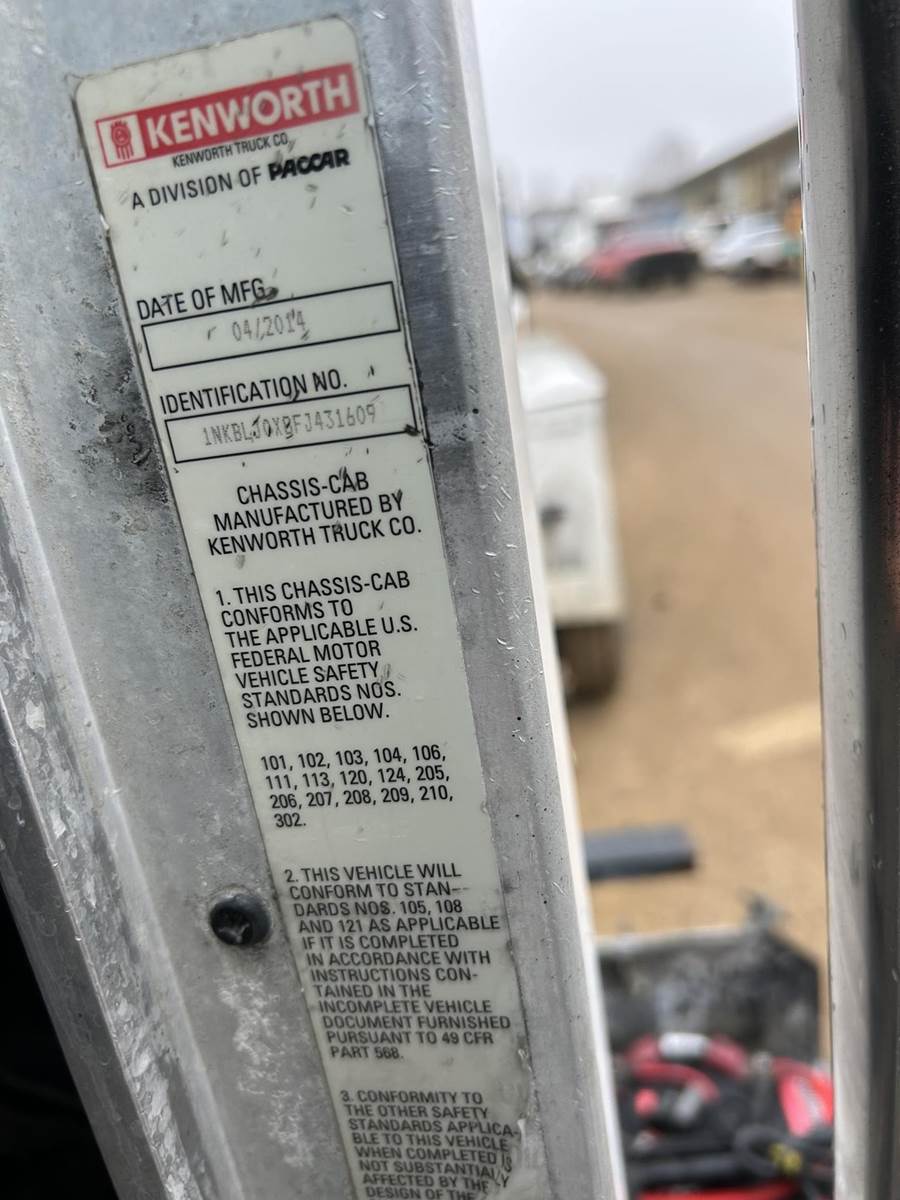 KENWORTH
KENWORTH TRUCK CO.
A DIVISION OF PACCAR
DATE OF MFG.
04/2014
IDENTIFICATION NO.
1NKBLJ0X8FJ431609
CHASSIS-CAB
MANUFACTURED BY
KENWORTH TRUCK CO.
1. THIS CHASSIS-CAB
CONFORMS TO
THE APPLICABLE U.S.
FEDERAL MOTOR
VEHICLE SAFETY
STANDARDS NOS.
SHOWN BELOW.
101, 102, 103, 104, 106,
111, 113, 120, 124, 205,
206, 207, 208, 209, 210,
302.
2. THIS VEHICLE WILL
CONFORM TO STAN-
DARDS NOS. 105, 108
AND 121 AS APPLICABLE
IF IT IS COMPLETED
IN ACCORDANCE WITH
INSTRUCTIONS CON-
TAINED IN THE
INCOMPLETE VEHICLE
DOCUMENT FURNISHED
PURSUANT TO 49 CFR
PART 568.
3. CONFORMITY TO
THE OTHER SAFETY
STANDARDS APPLICA-
BLE TO THIS VEHICLE
WHEN COMPLETED IS
NOT SUBSTANTIALLY
AFFECTED BY THE
DESIGN OF THE